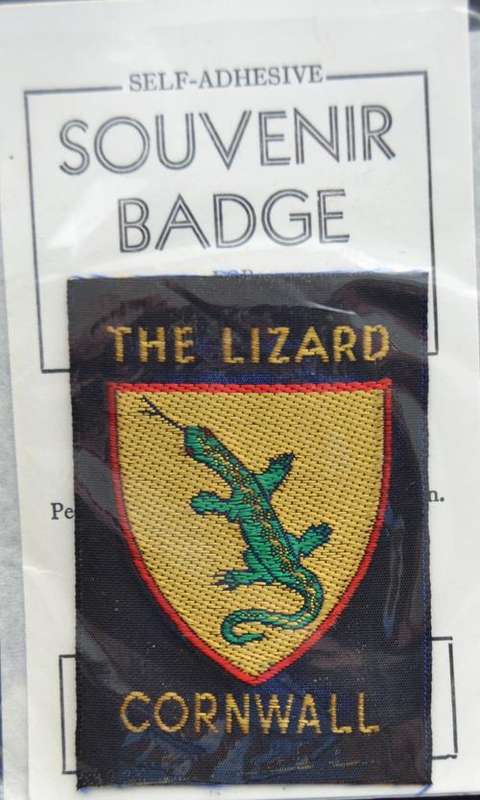 SELF-ADHESIVE
SOUVENIR
BADGE
THE LIZARD
CORNWALL